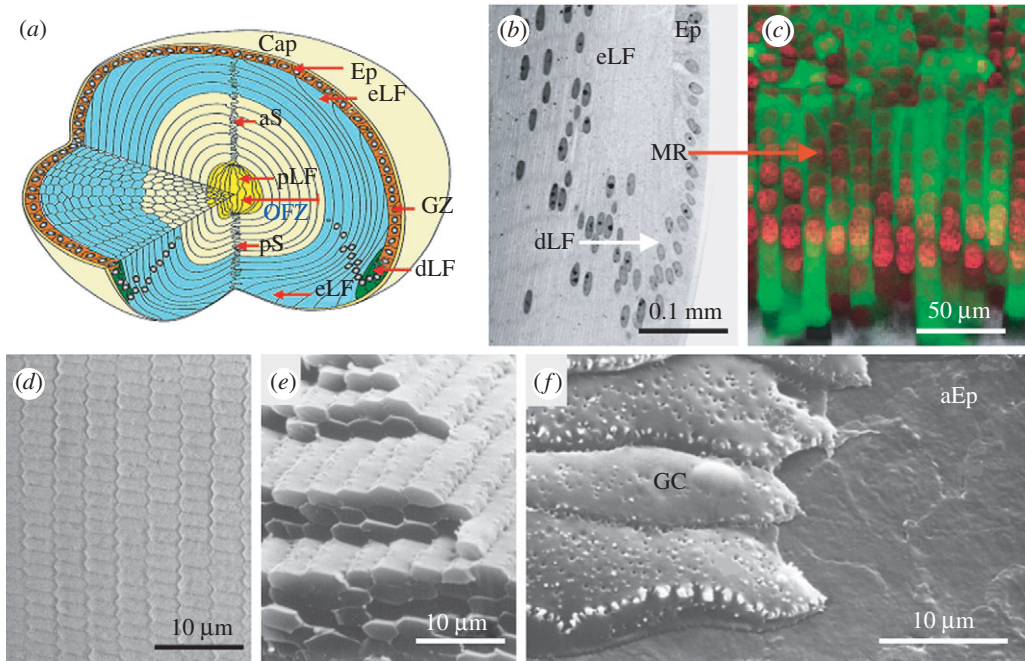 (a)
Cap
Ep
eLF
aS
pLF
OFZ
GZ
pS
dLF
eLF
(b)
Ep
eLF
dLF
0.1 mm
(c)
MR
50 µm
(d)
10 µm
(e)
10 µm
(f)
aEp
GC
10 µm